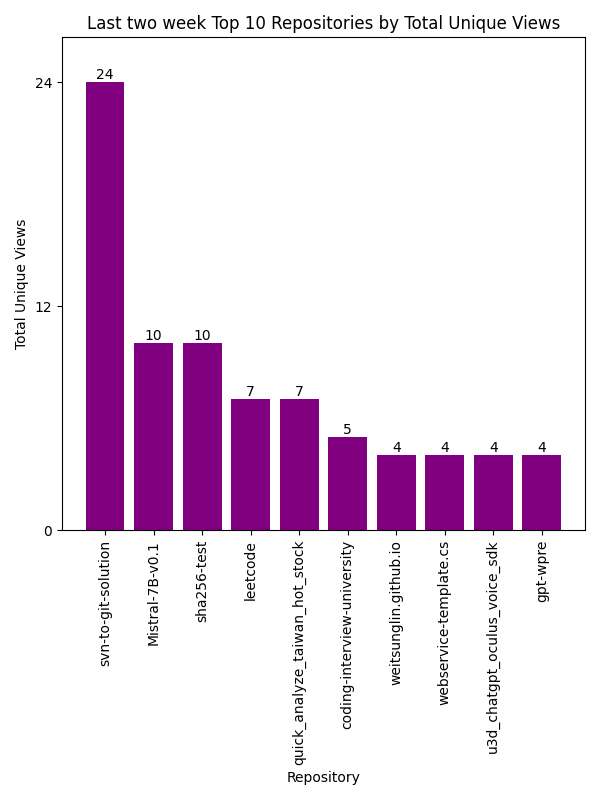 Last two week Top 10 Repositories by Total Unique Views
Total Unique Views
24
12
0
24
10
10
7
7
5
4
4
4
4
svn-to-git-solution
Mistral-7B-v0.1
sha256-test
leetcode
quick_analyze_taiwan_hot_stock
coding-interview-university
weitsunglin.github.io
webservice-template.cs
u3d_chatgpt_oculus_voice_sdk
gpt-wpre
Repository